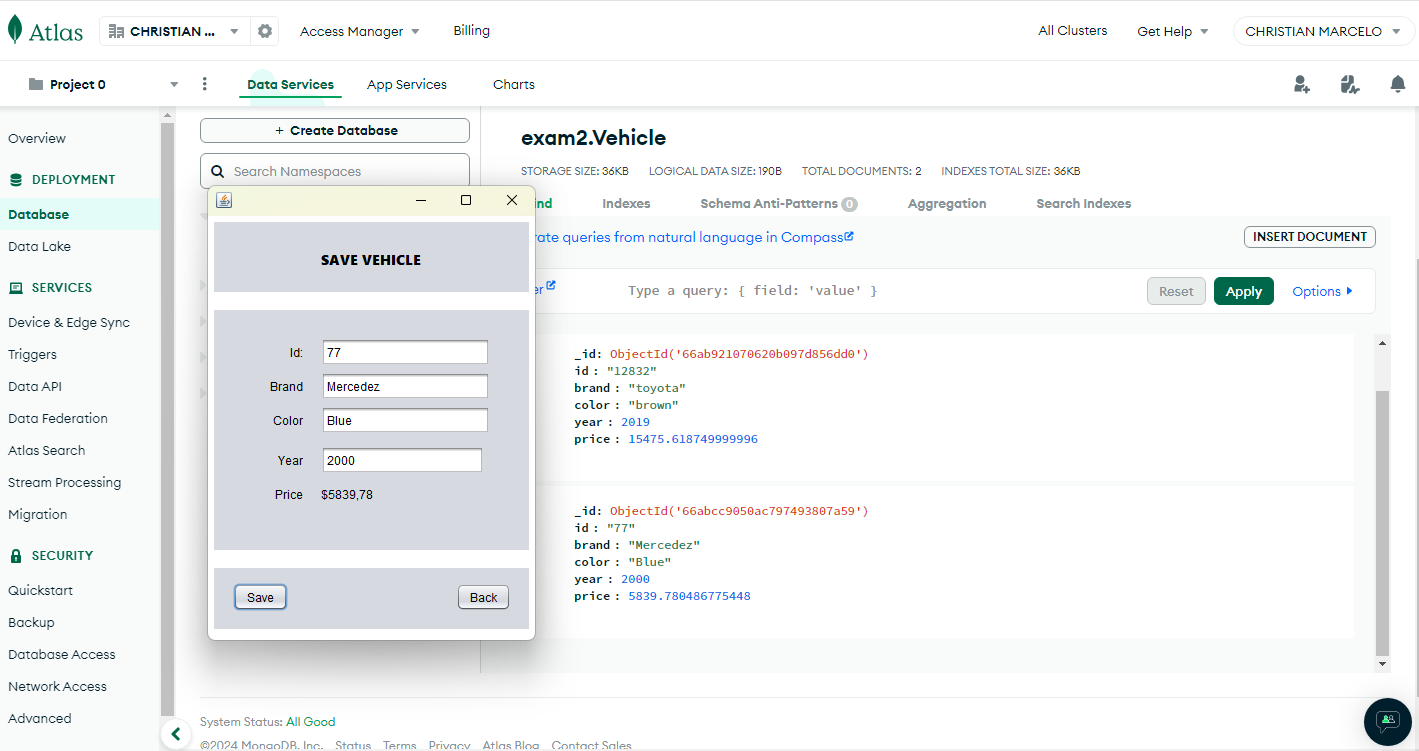 Atlas CHRISTIAN ... Access Manager Billing All Clusters Get Help CHRISTIAN MARCELO
Project 0 Data Services App Services Charts
Overview
DEPLOYMENT
Database
Data Lake
SERVICES
Device & Edge Sync
Triggers
Data API
Data Federation
Atlas Search
Stream Processing
Migration
SECURITY
Quickstart
Backup
Database Access
Network Access
Advanced
+ Create Database
Search Namespaces
SAVE VEHICLE
Id: 77
Brand Mercedez
Color Blue
Year 2000
Price $5839,78
Save Back
exam2.Vehicle
STORAGE SIZE: 36KB LOGICAL DATA SIZE: 190B TOTAL DOCUMENTS: 2 INDEXES TOTAL SIZE: 36KB
ind Indexes Schema Anti-Patterns 0 Aggregation Search Indexes
rate queries from natural language in Compass
INSERT DOCUMENT
er Type a query: { field: 'value' } Reset Apply Options
_id: ObjectId('66ab921070620b097d856dd0')
id : "12832"
brand : "toyota"
color : "brown"
year : 2019
price : 15475.618749999996
_id: ObjectId('66abcc9050ac797493807a59')
id : "77"
brand : "Mercedez"
color : "Blue"
year : 2000
price : 5839.780486775448
System Status: All Good
©2024 MongoDB, Inc. Status Terms Privacy Atlas Blog Contact Sales